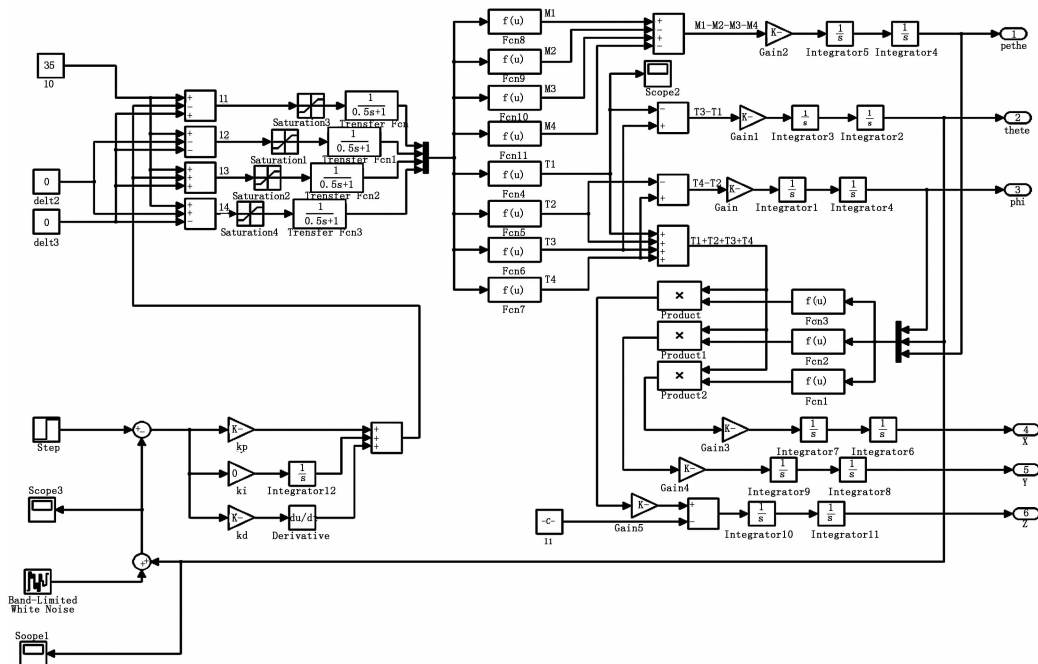 M1
f(u)
Fcn8
M2
f(u)
Fcn9
M3
f(u)
Fcn10
M4
f(u)
Fcn11
T1
f(u)
Fcn4
T2
f(u)
Fcn5
T3
f(u)
Fcn6
T4
f(u)
Fcn7
+
-
+
-
M1-M2-M3-M4
K-
Gain2
1/s
Integrator5
1/s
Integrator4
1
pethe
Scope2
-
+
T3-T1
K-
Gain1
1/s
Integrator3
1/s
Integrator2
2
thete
-
+
T4-T2
K-
Gain
1/s
Integrator1
1/s
Integrator4
3
phi
+
+
+
+
T1+T2+T3+T4
35
10
+
-
-
11
Saturation3
1
0.5s+1
Trensfer Fcn
-
-
+
12
Saturation1
1
0.5s+1
Trensfer Fcn1
+
+
+
13
Saturation2
1
0.5s+1
Trensfer Fcn2
+
+
-
14
Saturation4
1
0.5s+1
Trensfer Fcn3
0
delt2
0
delt3
×
Product
×
Product1
×
Product2
f(u)
Fcn3
f(u)
Fcn2
f(u)
Fcn1
Step
+-
K-
kp
0
ki
1/s
Integrator12
K-
kd
du/dt
Derivative
+
+
+
Scope3
++
Band-Limited
White Noise
Soope1
K-
Gain3
1/s
Integrator7
1/s
Integrator6
4
X
K-
Gain4
1/s
Integrator9
1/s
Integrator8
5
Y
K-
Gain5
-C-
11
+
-
1/s
Integrator10
1/s
Integrator11
6
Z